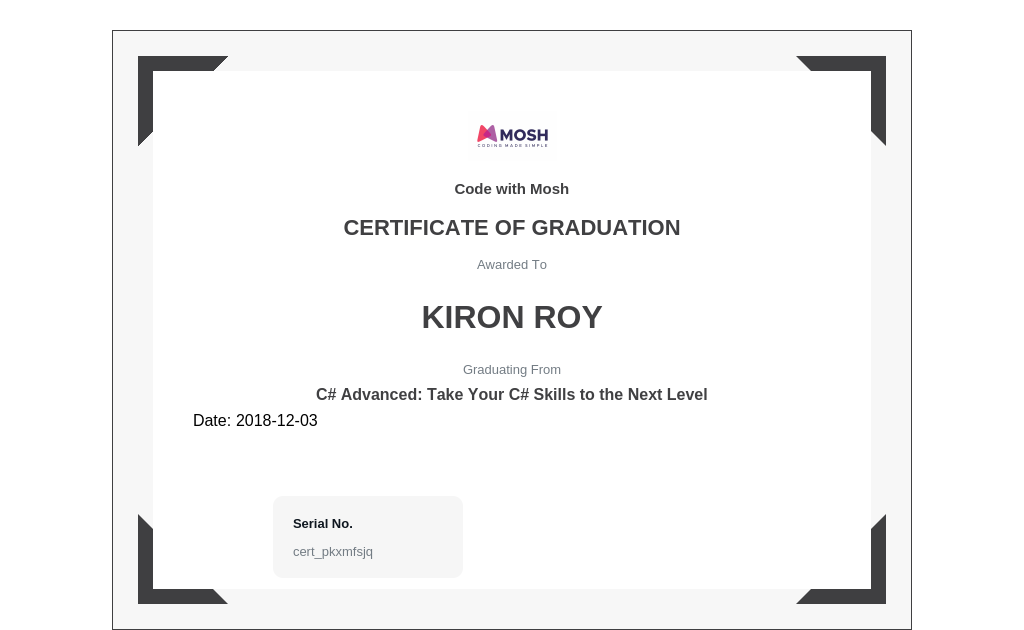 MOSH
CODING MADE SIMPLE
Code with Mosh
CERTIFICATE OF GRADUATION
Awarded To
KIRON ROY
Graduating From
C# Advanced: Take Your C# Skills to the Next Level
Date: 2018-12-03
Serial No.
cert_pkxmfsjq